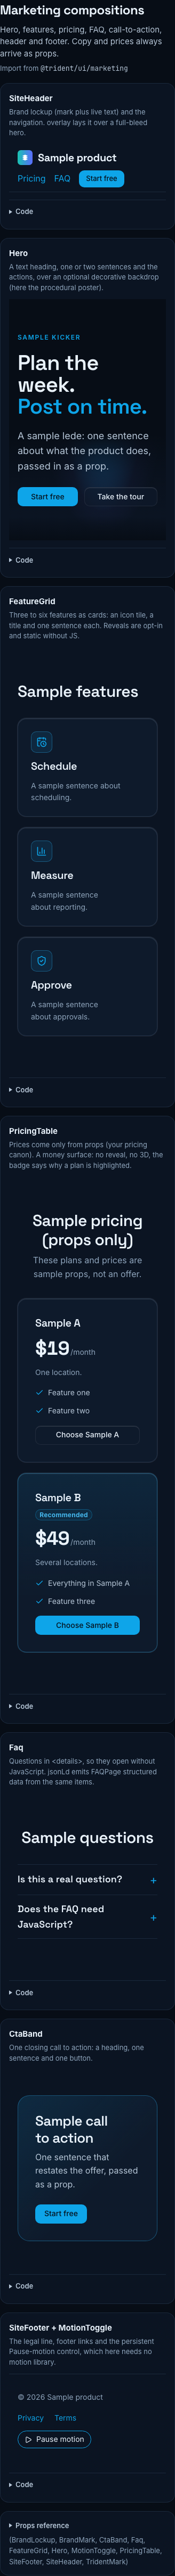 Marketing compositions
Hero, features, pricing, FAQ, call-to-action,
header and footer. Copy and prices always
arrive as props.
Import from @trident/ui/marketing
SiteHeader
Brand lockup (mark plus live text) and the
navigation. overlay lays it over a full-bleed
hero.
Sample product
Pricing FAQ Start free
Code
Hero
A text heading, one or two sentences and the
actions, over an optional decorative backdrop
(here the procedural poster).
SAMPLE KICKER
Plan the
week.
Post on time.
A sample lede: one sentence
about what the product does,
passed in as a prop.
Start free Take the tour
Code
FeatureGrid
Three to six features as cards: an icon tile, a
title and one sentence each. Reveals are opt-in
and static without JS.
Sample features
Schedule
A sample sentence about
scheduling.
Measure
A sample sentence
about reporting.
Approve
A sample sentence
about approvals.
Code
PricingTable
Prices come only from props (your pricing
canon). A money surface: no reveal, no 3D, the
badge says why a plan is highlighted.
Sample pricing
(props only)
These plans and prices are
sample props, not an offer.
Sample A
$19/month
One location.
Feature one
Feature two
Choose Sample A
Sample B
Recommended
$49/month
Several locations.
Everything in Sample A
Feature three
Choose Sample B
Code
Faq
Questions in <details>, so they open without
JavaScript. jsonLd emits FAQPage structured
data from the same items.
Sample questions
Is this a real question? +
Does the FAQ need
JavaScript? +
Code
CtaBand
One closing call to action: a heading, one
sentence and one button.
Sample call
to action
One sentence that
restates the offer, passed
as a prop.
Start free
Code
SiteFooter + MotionToggle
The legal line, footer links and the persistent
Pause-motion control, which here needs no
motion library.
© 2026 Sample product
Privacy Terms
Pause motion
Code
Props reference
(BrandLockup, BrandMark, CtaBand, Faq,
FeatureGrid, Hero, MotionToggle, PricingTable,
SiteFooter, SiteHeader, TridentMark)